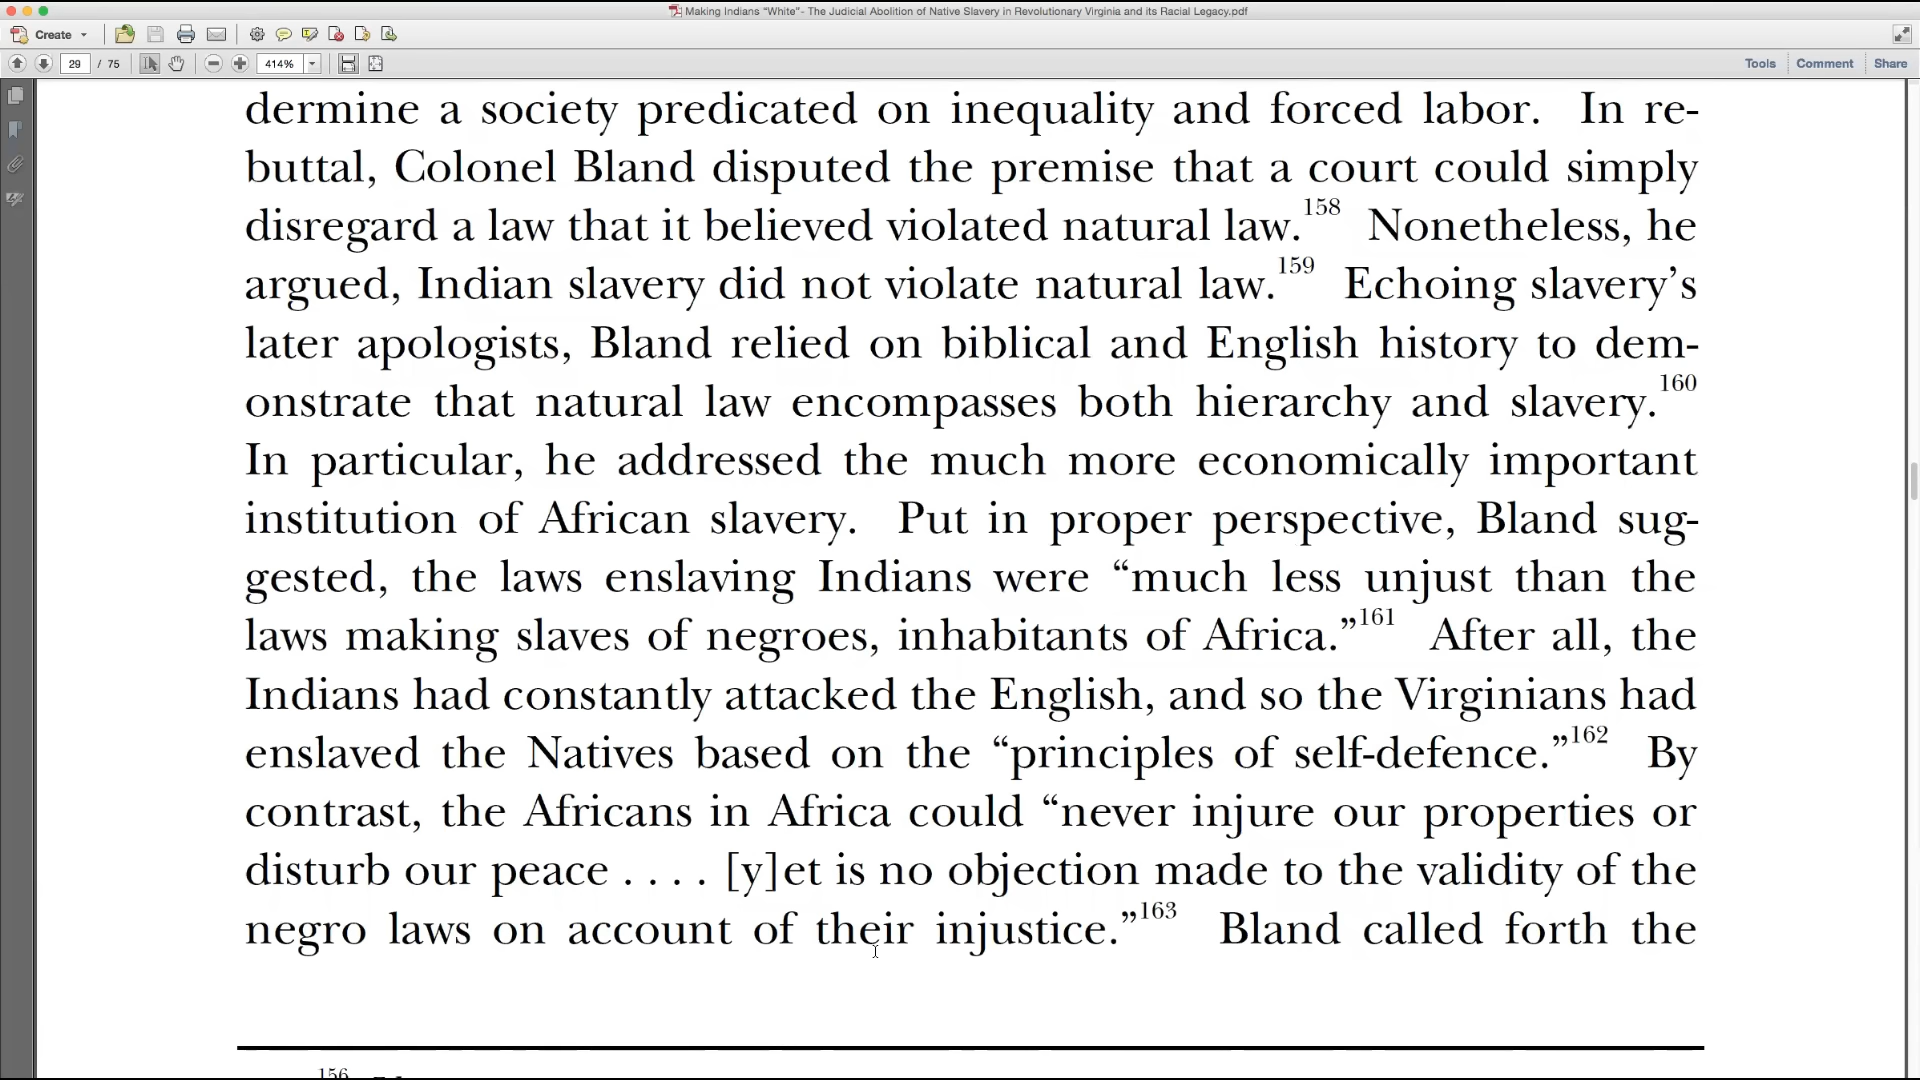 Making Indians “White”- The Judicial Abolition of Native Slavery in Revolutionary Virginia and its Racial Legacy.pdf
Create
29 / 75 414% Tools Comment Share
dermine a society predicated on inequality and forced labor. In re-
buttal, Colonel Bland disputed the premise that a court could simply
disregard a law that it believed violated natural law.158 Nonetheless, he
argued, Indian slavery did not violate natural law.159 Echoing slavery’s
later apologists, Bland relied on biblical and English history to dem-
onstrate that natural law encompasses both hierarchy and slavery.160
In particular, he addressed the much more economically important
institution of African slavery. Put in proper perspective, Bland sug-
gested, the laws enslaving Indians were “much less unjust than the
laws making slaves of negroes, inhabitants of Africa.”161 After all, the
Indians had constantly attacked the English, and so the Virginians had
enslaved the Natives based on the “principles of self-defence.”162 By
contrast, the Africans in Africa could “never injure our properties or
disturb our peace . . . . [y]et is no objection made to the validity of the
negro laws on account of their injustice.”163 Bland called forth the
156